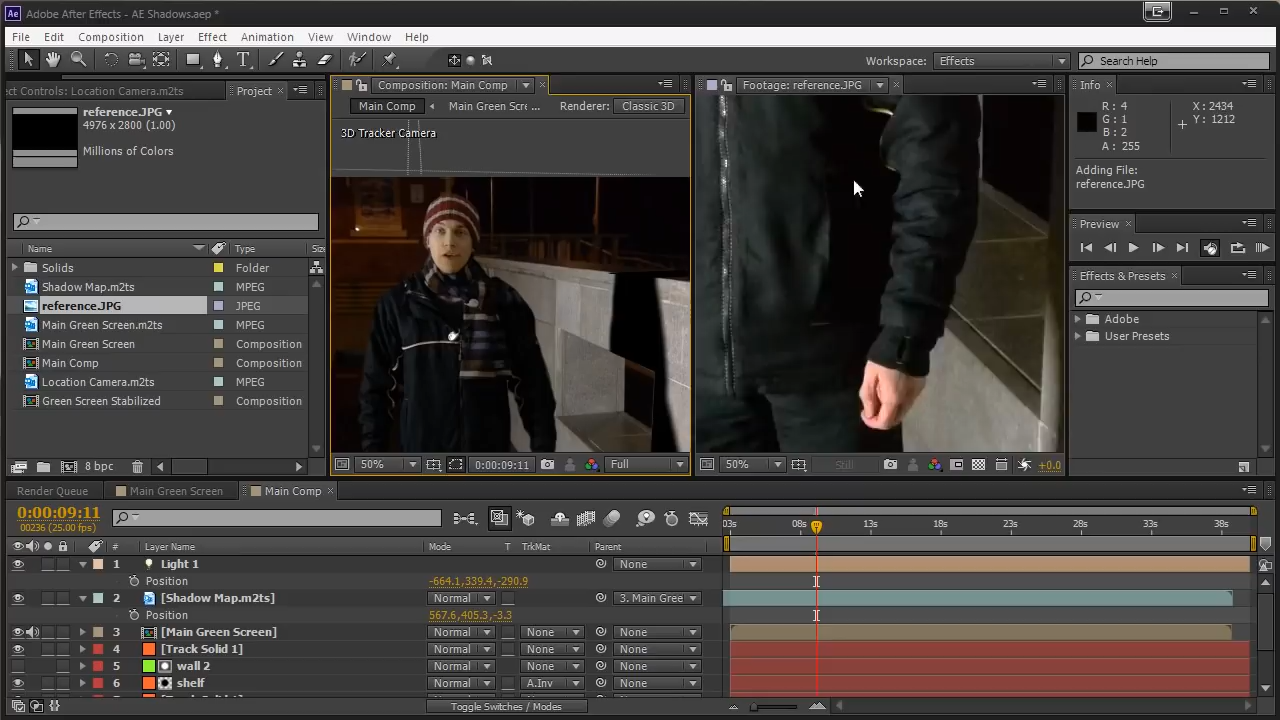 Ae Adobe After Effects - AE Shadows.aep *
File Edit Composition Layer Effect Animation View Window Help
Workspace: Effects Search Help
ect Controls: Location Camera.m2ts Project
reference.JPG
4976 x 2800 (1.00)
Millions of Colors
Name Type Siz
Solids Folder
Shadow Map.m2ts MPEG
reference.JPG JPEG
Main Green Screen.m2ts MPEG
Main Green Screen Composition
Main Comp Composition
Location Camera.m2ts MPEG
Green Screen Stabilized Composition
8 bpc
Composition: Main Comp
Main Comp Main Green Scre ... Renderer: Classic 3D
3D Tracker Camera
50% 0:00:09:11 Full
Footage: reference.JPG
50% Still +0.0
Info
R : 4 X : 2434
G : 1 Y : 1212
B : 2
A : 255
Adding File:
reference.JPG
Preview
Effects & Presets
Adobe
User Presets
Render Queue Main Green Screen Main Comp
0:00:09:11
00236 (25.00 fps)
03s 08s 13s 18s 23s 28s 33s 38s
# Layer Name Mode T TrkMat Parent
1 Light 1 None
Position -664.1,339.4,-290.9
2 [Shadow Map.m2ts] Normal 3. Main Gree
Position 567.6,405.3,-3.3
3 [Main Green Screen] Normal None None
4 [Track Solid 1] Normal None None
5 wall 2 Normal None None
6 shelf Normal A.Inv None
Toggle Switches / Modes